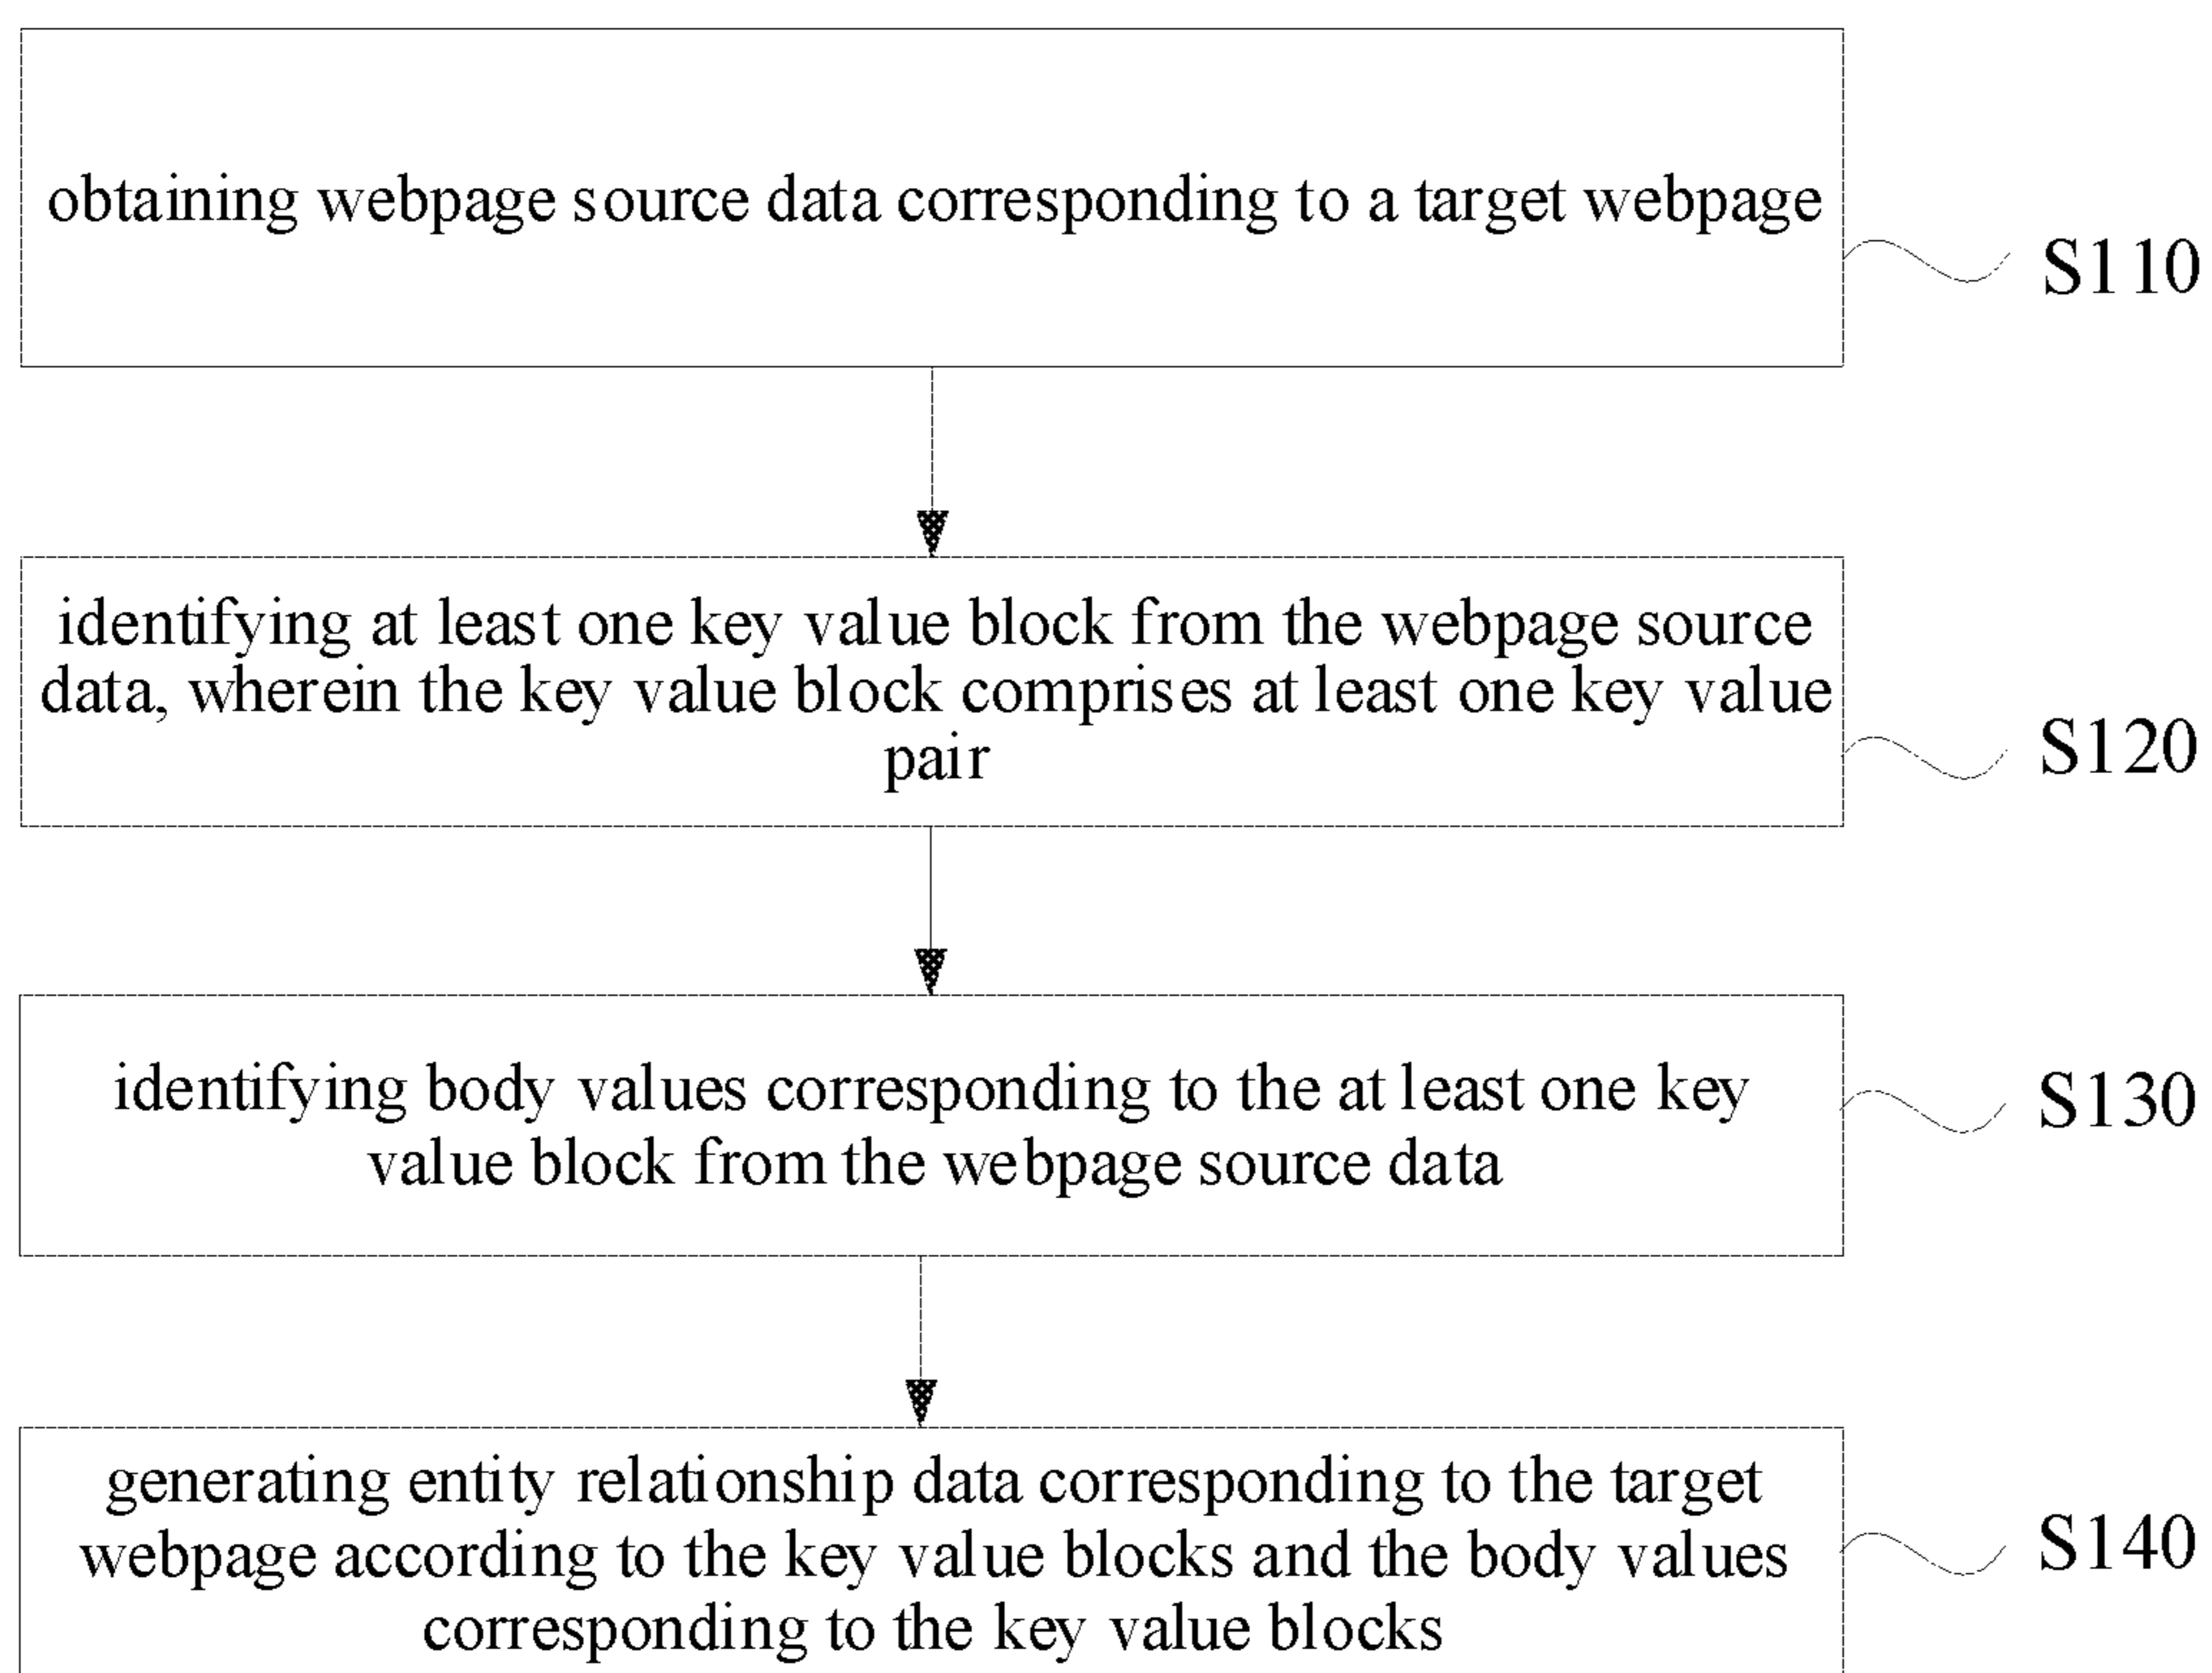 obtaining webpage source data corresponding to a target webpage
S110
identifying at least one key value block from the webpage source
data, wherein the key value block comprises at least one key value
pair
S120
identifying body values corresponding to the at least one key
value block from the webpage source data
S130
generating entity relationship data corresponding to the target
webpage according to the key value blocks and the body values
corresponding to the key value blocks
S140